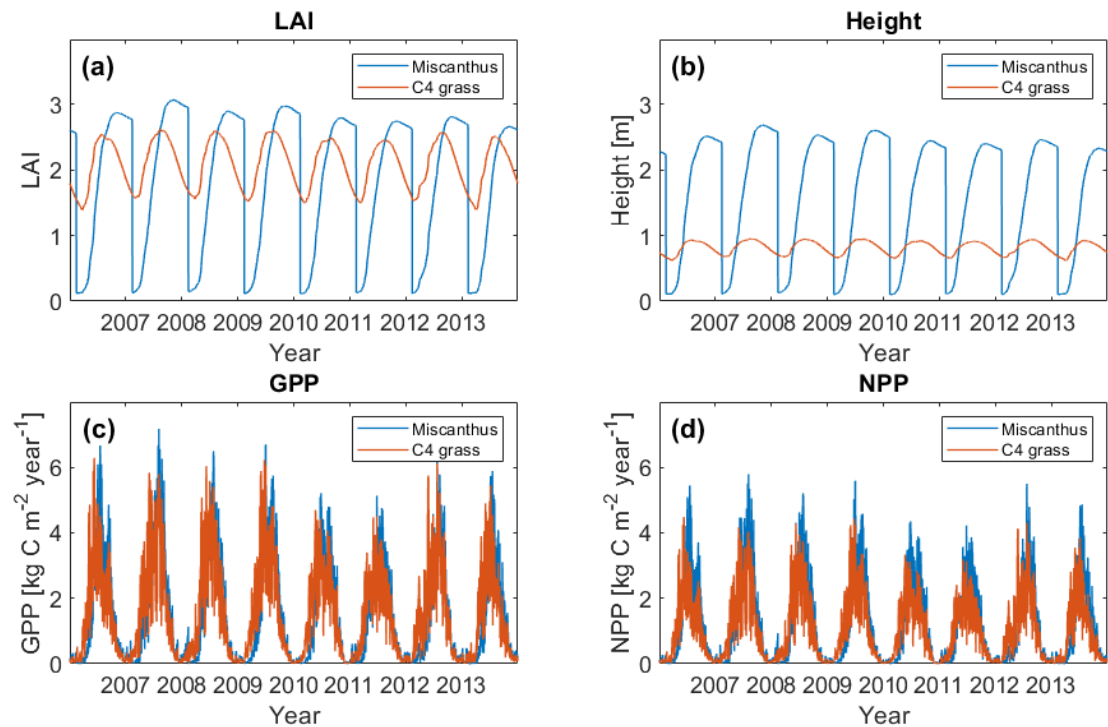 LAI
(a)
Miscanthus
C4 grass
LAI
3
2
1
0
2007 2008 2009 2010 2011 2012 2013
Year
Height
(b)
Miscanthus
C4 grass
Height [m]
3
2
1
0
2007 2008 2009 2010 2011 2012 2013
Year
GPP
(c)
Miscanthus
C4 grass
GPP [kg C m⁻² year⁻¹]
6
4
2
0
2007 2008 2009 2010 2011 2012 2013
Year
NPP
(d)
Miscanthus
C4 grass
NPP [kg C m⁻² year⁻¹]
6
4
2
0
2007 2008 2009 2010 2011 2012 2013
Year